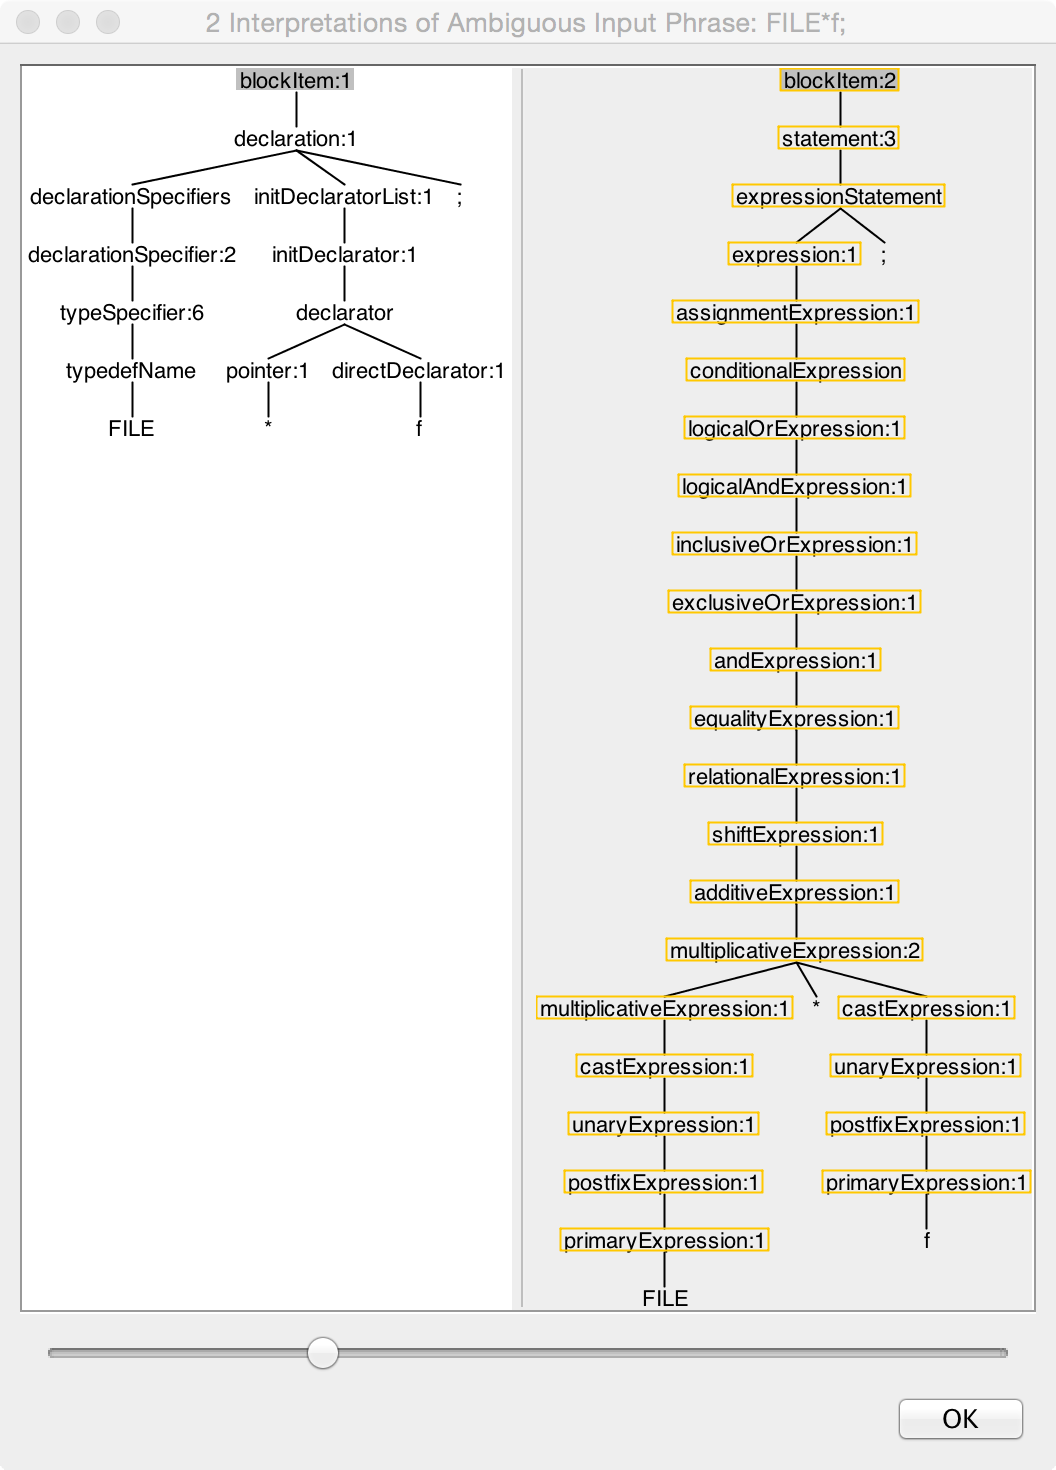 2 Interpretations of Ambiguous Input Phrase: FILE*f;
blockItem:1
declaration:1
declarationSpecifiers initDeclaratorList:1 ;
declarationSpecifier:2 initDeclarator:1
typeSpecifier:6 declarator
typedefName pointer:1 directDeclarator:1
FILE * f
blockItem:2
statement:3
expressionStatement
expression:1 ;
assignmentExpression:1
conditionalExpression
logicalOrExpression:1
logicalAndExpression:1
inclusiveOrExpression:1
exclusiveOrExpression:1
andExpression:1
equalityExpression:1
relationalExpression:1
shiftExpression:1
additiveExpression:1
multiplicativeExpression:2
multiplicativeExpression:1 * castExpression:1
castExpression:1 unaryExpression:1
unaryExpression:1 postfixExpression:1
postfixExpression:1 primaryExpression:1
primaryExpression:1 f
FILE
OK